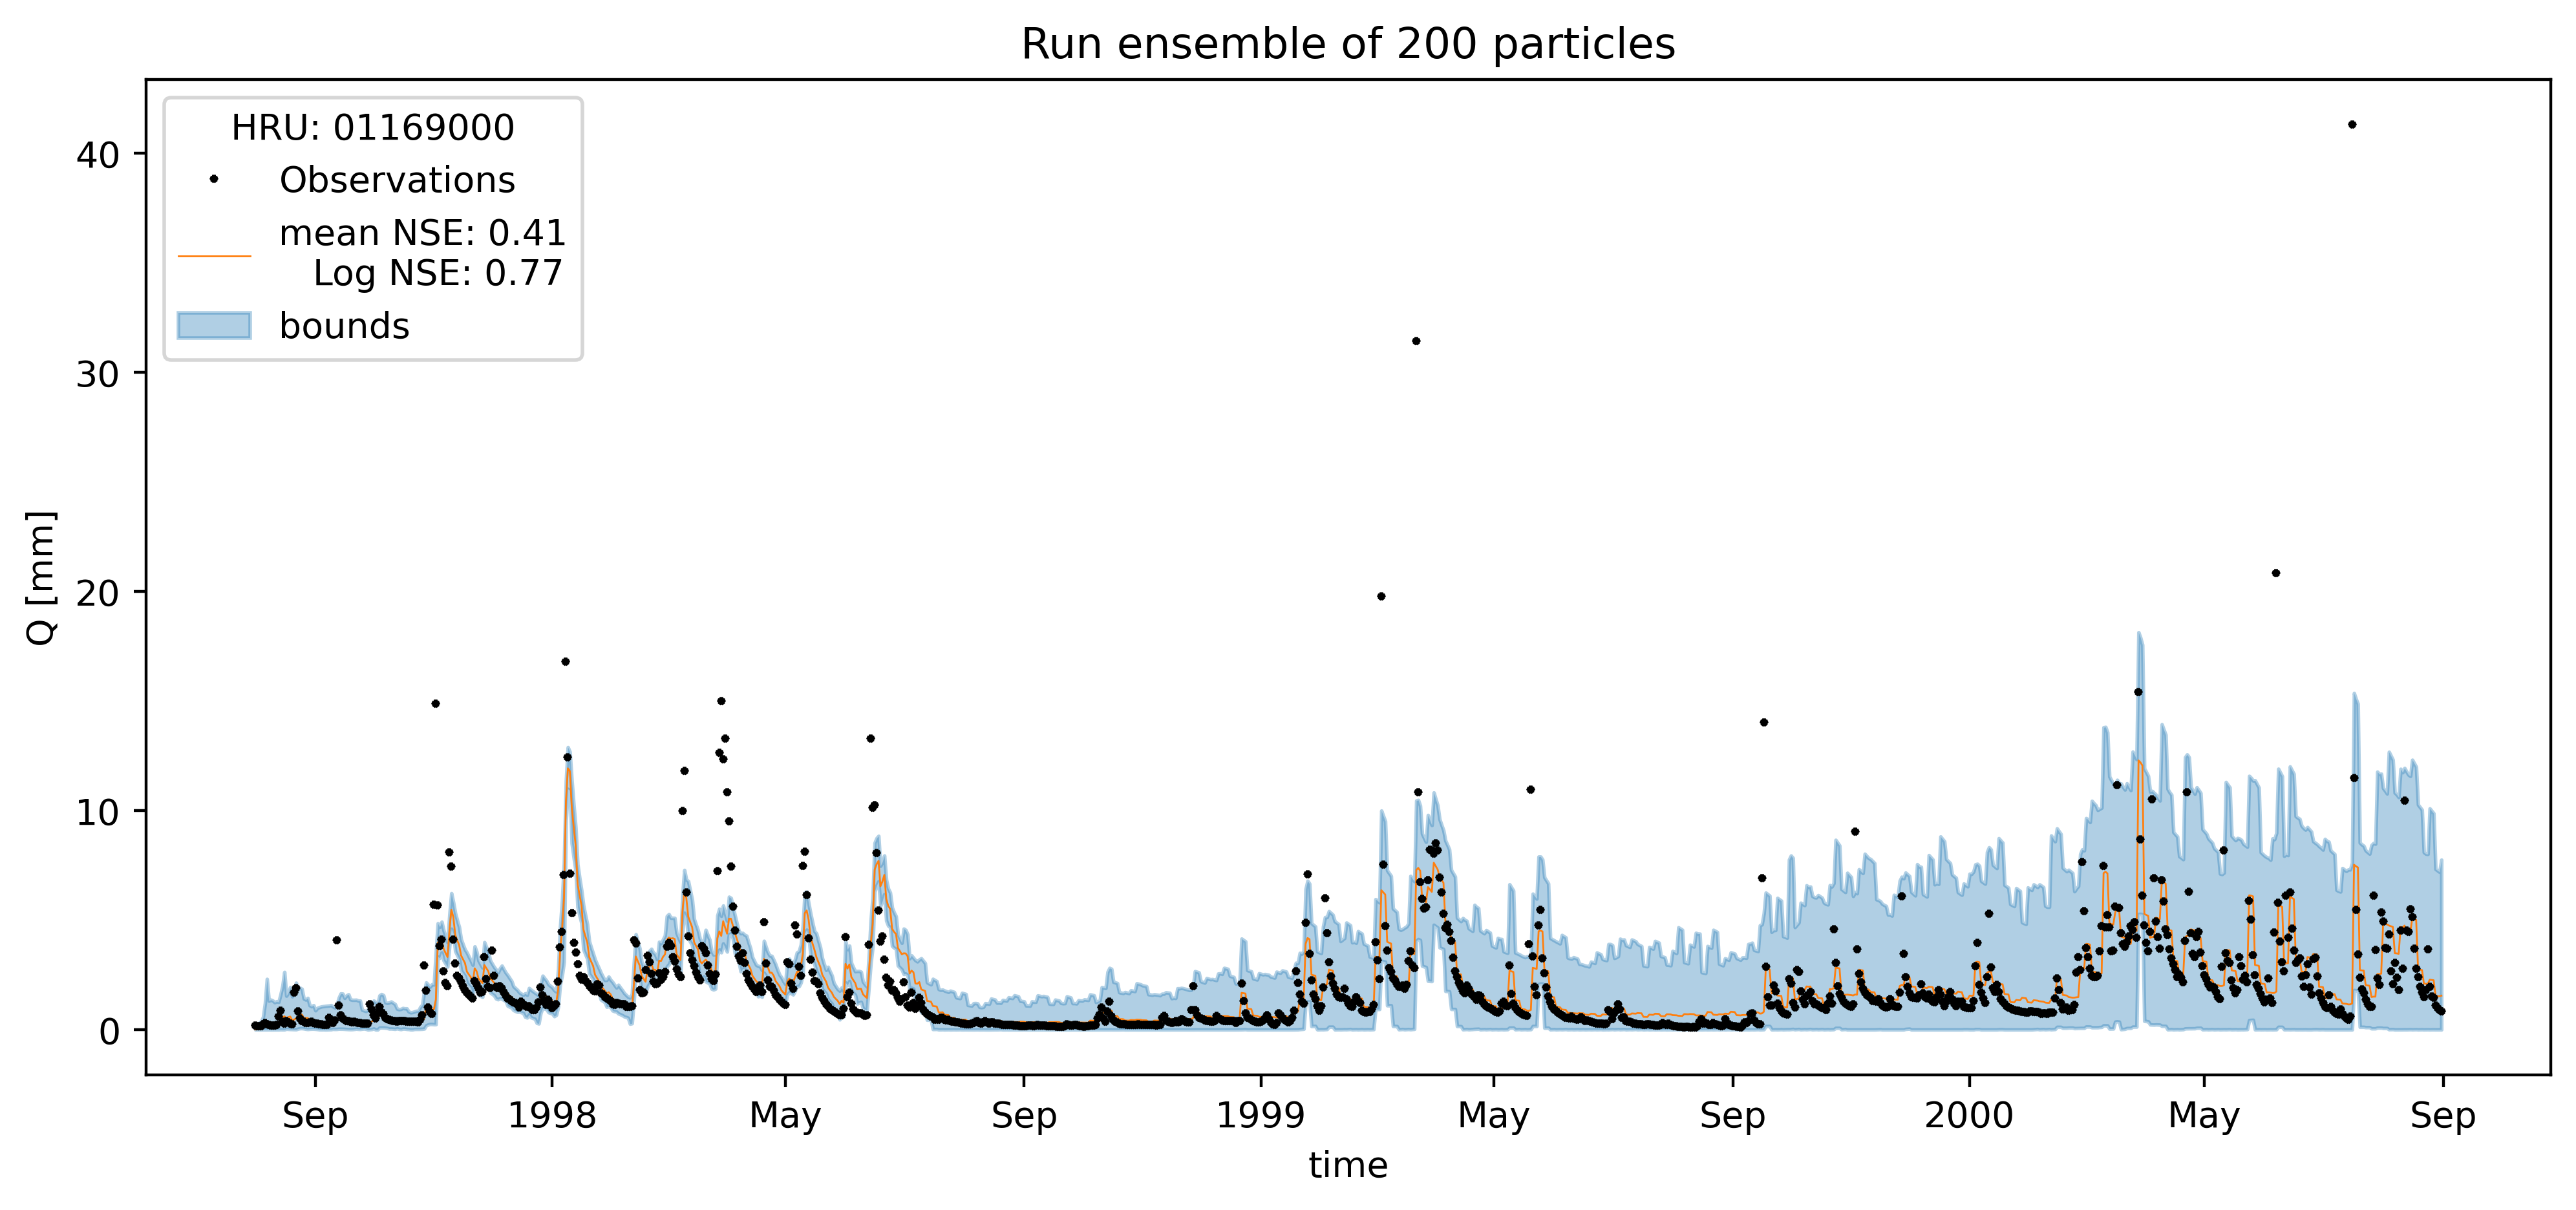 Run ensemble of 200 particles
HRU: 01169000
Observations
mean NSE: 0.41
Log NSE: 0.77
bounds
40
30
20
10
0
Q [mm]
Sep
1998
May
Sep
1999
May
Sep
2000
May
Sep
time